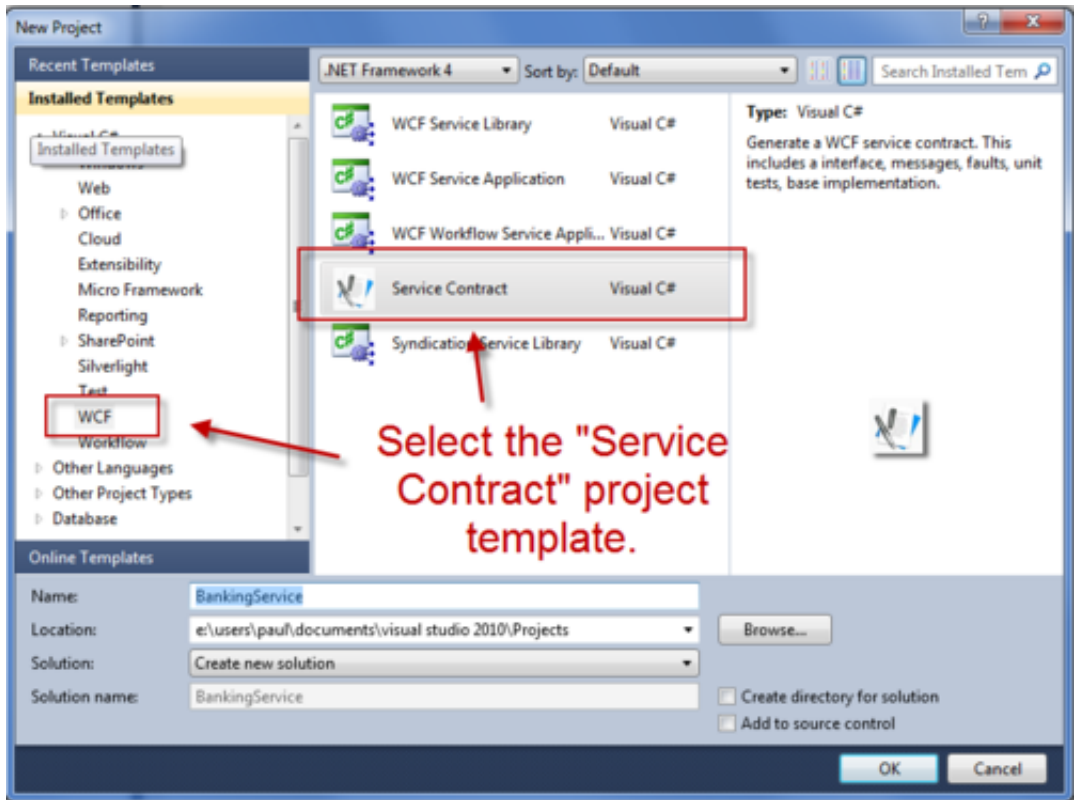 New Project
Recent Templates
Installed Templates
Visual C#
Installed Templates
Windows
Web
Office
Cloud
Extensibility
Micro Framework
Reporting
SharePoint
Silverlight
Test
WCF
Workflow
Other Languages
Other Project Types
Database
Online Templates
.NET Framework 4 Sort by: Default Search Installed Tem
WCF Service Library Visual C#
WCF Service Application Visual C#
WCF Workflow Service Appli... Visual C#
Service Contract Visual C#
Syndication Service Library Visual C#
Type: Visual C#
Generate a WCF service contract. This
includes a interface, messages, faults, unit
tests, base implementation.
Select the "Service
Contract" project
template.
Name: BankingService
Location: e:\users\paul\documents\visual studio 2010\Projects Browse...
Solution: Create new solution
Solution name: BankingService
Create directory for solution
Add to source control
OK Cancel